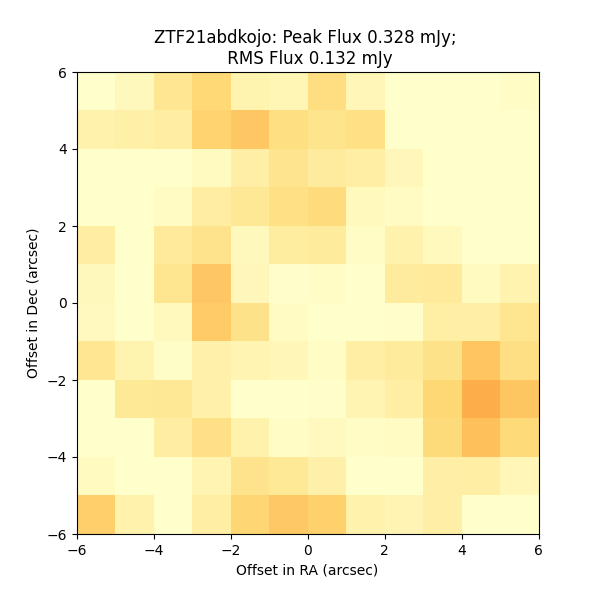 ZTF21abdkojo: Peak Flux 0.328 mJy;
RMS Flux 0.132 mJy
6
4
2
0
−2
−4
−6
Offset in Dec (arcsec)
−6 −4 −2 0 2 4 6
Offset in RA (arcsec)